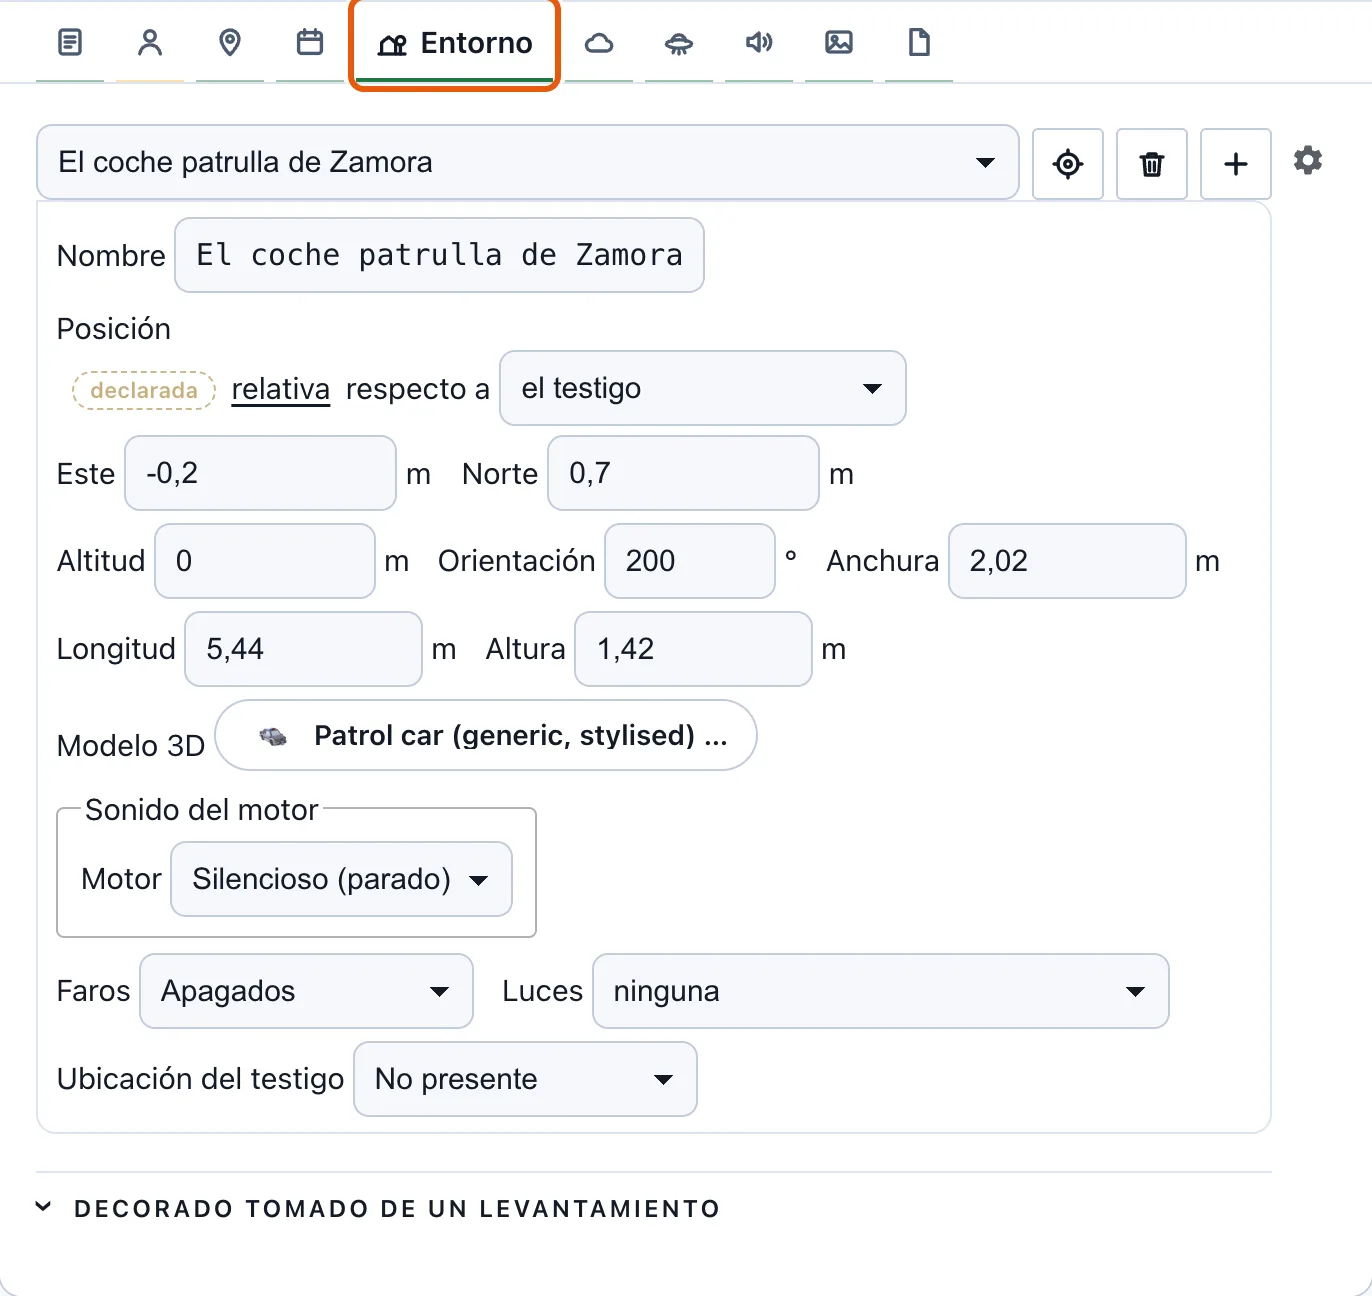 Entorno
El coche patrulla de Zamora
Nombre El coche patrulla de Zamora
Posición
declarada relativa respecto a el testigo
Este -0,2 m Norte 0,7 m
Altitud 0 m Orientación 200 ° Anchura 2,02 m
Longitud 5,44 m Altura 1,42 m
Modelo 3D Patrol car (generic, stylised) ...
Sonido del motor
Motor Silencioso (parado)
Faros Apagados Luces ninguna
Ubicación del testigo No presente
DECORADO TOMADO DE UN LEVANTAMIENTO